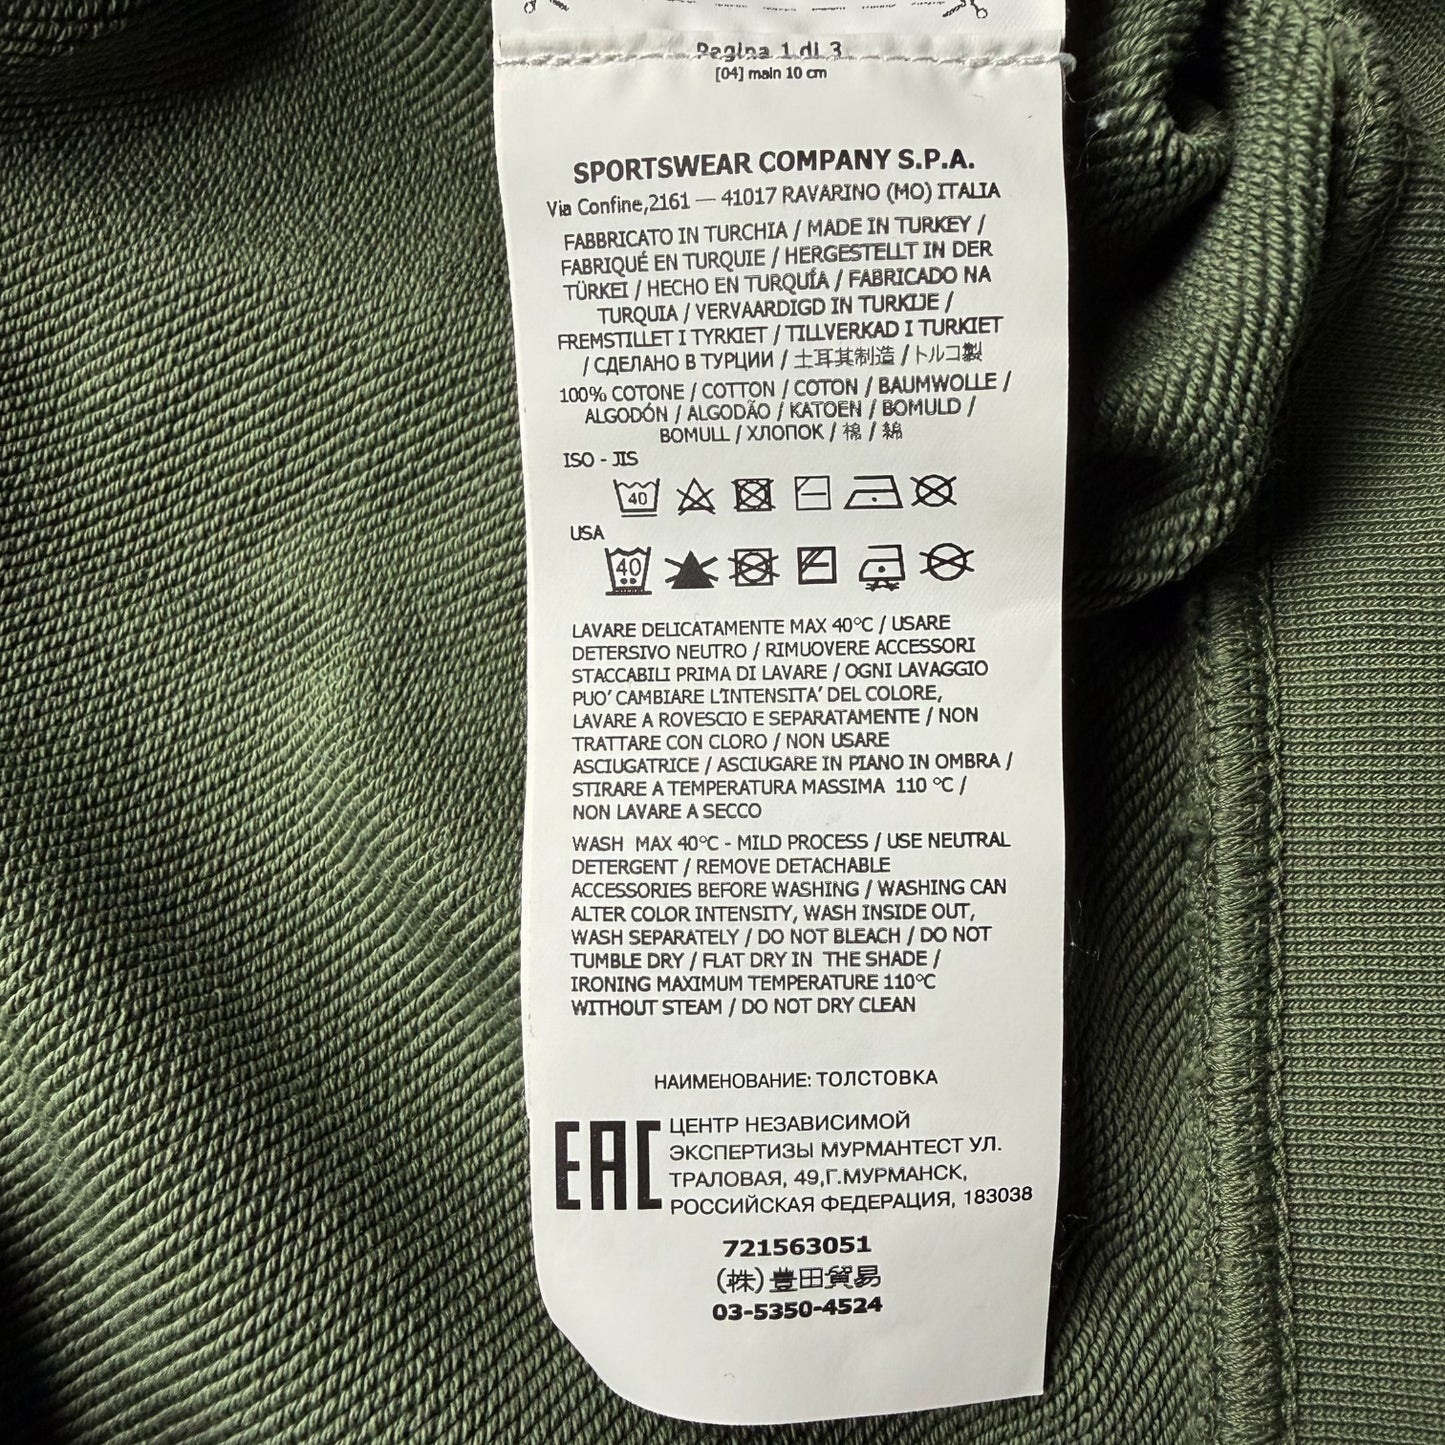 Pagina 1 di 3
[04] main 10 cm
SPORTSWEAR COMPANY S.P.A.
Via Confine,2161 — 41017 RAVARINO (MO) ITALIA
FABBRICATO IN TURCHIA / MADE IN TURKEY /
FABRIQUÉ EN TURQUIE / HERGESTELLT IN DER
TÜRKEI / HECHO EN TURQUÍA / FABRICADO NA
TURQUIA / VERVAARDIGD IN TURKIJE /
FREMSTILLET I TYRKIET / TILLVERKAD I TURKIET
/ СДЕЛАНО В ТУРЦИИ / 土耳其制造 / トルコ製
100% COTONE / COTTON / COTON / BAUMWOLLE /
ALGODÓN / ALGODÃO / KATOEN / BOMULD /
BOMULL / ХЛОПОК / 棉 / 綿
ISO - JIS
40
USA
40
LAVARE DELICATAMENTE MAX 40°C / USARE
DETERSIVO NEUTRO / RIMUOVERE ACCESSORI
STACCABILI PRIMA DI LAVARE / OGNI LAVAGGIO
PUO’ CAMBIARE L’INTENSITA’ DEL COLORE,
LAVARE A ROVESCIO E SEPARATAMENTE / NON
TRATTARE CON CLORO / NON USARE
ASCIUGATRICE / ASCIUGARE IN PIANO IN OMBRA /
STIRARE A TEMPERATURA MASSIMA 110 °C /
NON LAVARE A SECCO
WASH MAX 40°C - MILD PROCESS / USE NEUTRAL
DETERGENT / REMOVE DETACHABLE
ACCESSORIES BEFORE WASHING / WASHING CAN
ALTER COLOR INTENSITY, WASH INSIDE OUT,
WASH SEPARATELY / DO NOT BLEACH / DO NOT
TUMBLE DRY / FLAT DRY IN THE SHADE /
IRONING MAXIMUM TEMPERATURE 110°C
WITHOUT STEAM / DO NOT DRY CLEAN
НАИМЕНОВАНИЕ: ТОЛСТОВКА
EAC
ЦЕНТР НЕЗАВИСИМОЙ
ЭКСПЕРТИЗЫ МУРМАНТЕСТ УЛ.
ТРАЛОВАЯ, 49,Г.МУРМАНСК,
РОССИЙСКАЯ ФЕДЕРАЦИЯ, 183038
721563051
(株)豊田貿易
03-5350-4524